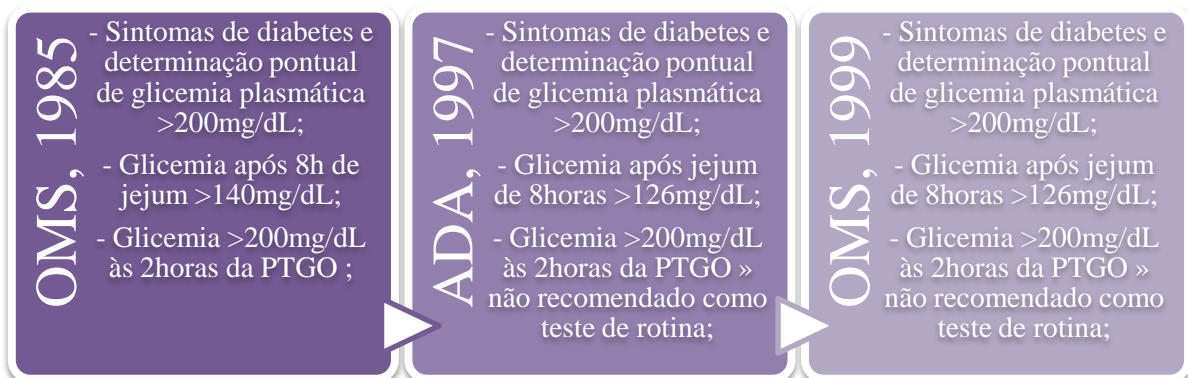 OMS, 1985
- Sintomas de diabetes e
determinação pontual
de glicemia plasmática
>200mg/dL;
- Glicemia após 8h de
jejum >140mg/dL;
- Glicemia >200mg/dL
às 2horas da PTGO ;
ADA, 1997
- Sintomas de diabetes e
determinação pontual
de glicemia plasmática
>200mg/dL;
- Glicemia após jejum
de 8horas >126mg/dL;
- Glicemia >200mg/dL
às 2horas da PTGO »
não recomendado como
teste de rotina;
OMS, 1999
- Sintomas de diabetes e
determinação pontual
de glicemia plasmática
>200mg/dL;
- Glicemia após jejum
de 8horas >126mg/dL;
- Glicemia >200mg/dL
às 2horas da PTGO »
não recomendado como
teste de rotina;